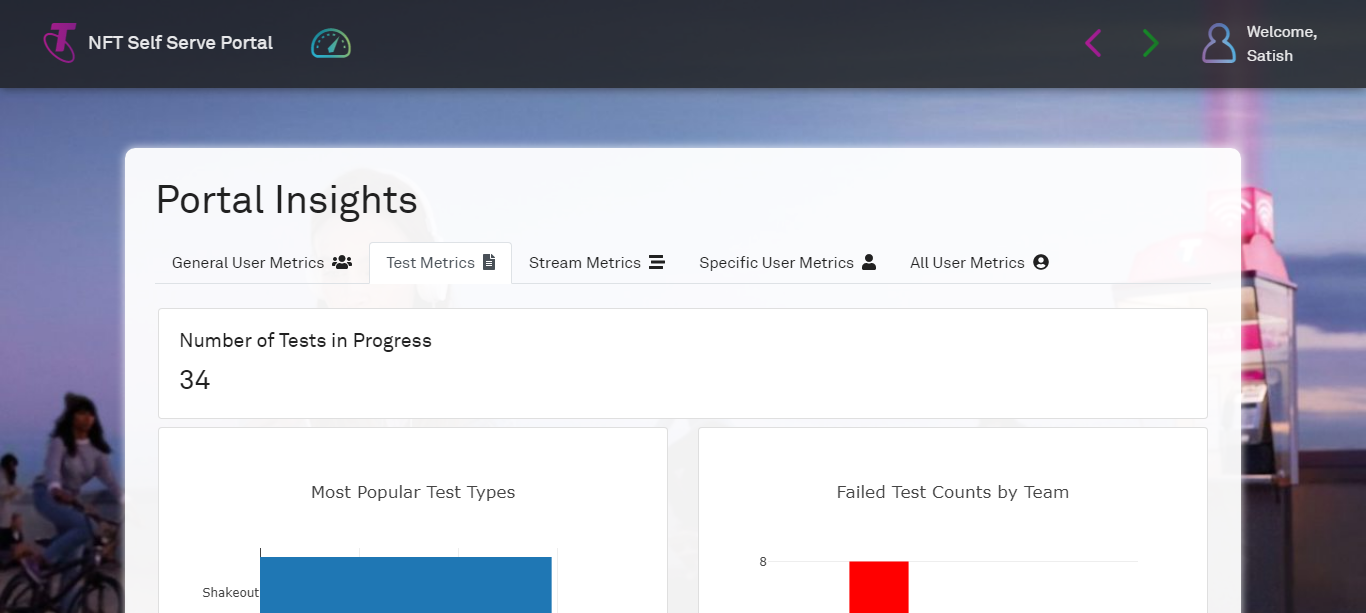 NFT Self Serve Portal
Welcome,
Satish
Portal Insights
General User Metrics
Test Metrics
Stream Metrics
Specific User Metrics
All User Metrics
Number of Tests in Progress
34
Most Popular Test Types
Failed Test Counts by Team
Shakeout
8